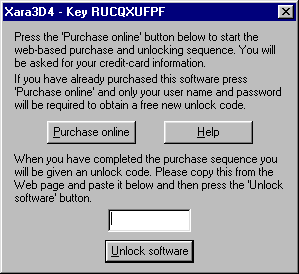 Xara3D4 - Key RUCQXUFPF
Press the 'Purchase online' button below to start the
web-based purchase and unlocking sequence. You will
be asked for your credit-card information.
If you have already purchased this software press
'Purchase online' and only your user name and password
will be required to obtain a free new unlock code.
Purchase online
Help
When you have completed the purchase sequence you
will be given an unlock code. Please copy this from the
Web page and paste it below and then press the 'Unlock
software' button.
Unlock software